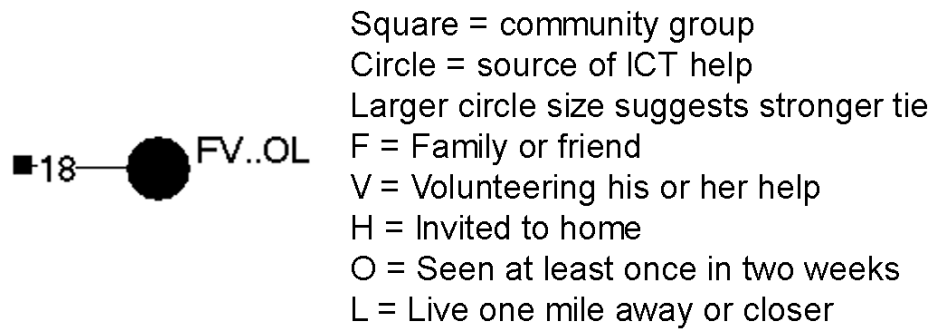 Square = community group
Circle = source of ICT help
Larger circle size suggests stronger tie
F = Family or friend
V = Volunteering his or her help
H = Invited to home
O = Seen at least once in two weeks
L = Live one mile away or closer
18
FV..OL